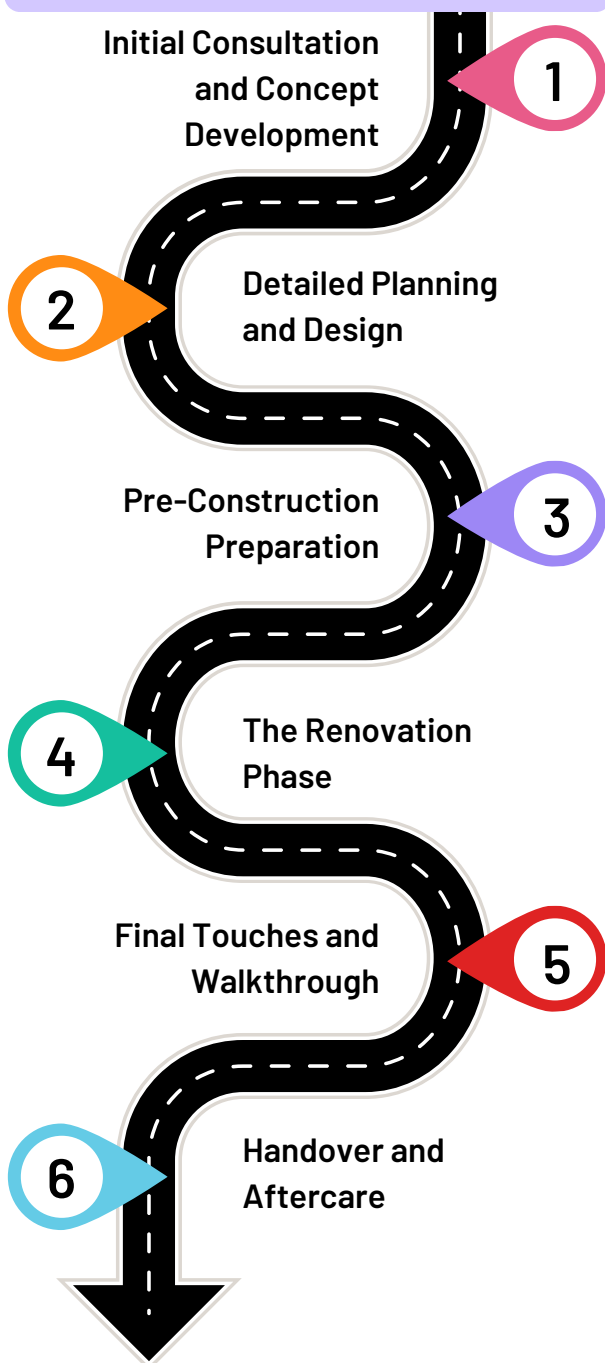 Initial Consultation
and Concept
Development
1
2
Detailed Planning
and Design
Pre-Construction
Preparation
3
4
The Renovation
Phase
Final Touches and
Walkthrough
5
6
Handover and
Aftercare